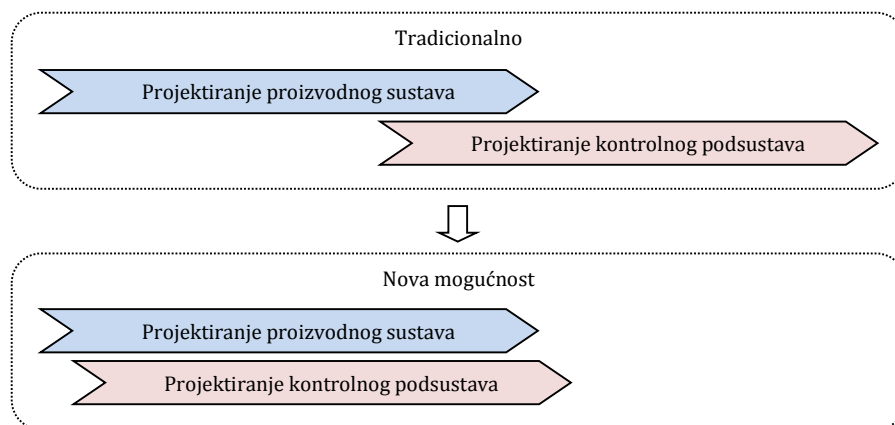 Tradicionalno
Projektiranje proizvodnog sustava
Projektiranje kontrolnog podsustava
Nova mogućnost
Projektiranje proizvodnog sustava
Projektiranje kontrolnog podsustava